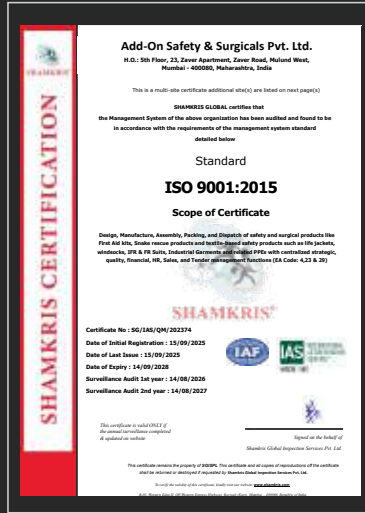 SHAMKRIS
SHAMKRIS CERTIFICATION
Add-On Safety & Surgicals Pvt. Ltd.
H.O.: 5th Floor, 23, Zaver Apartment, Zaver Road, Mulund West,
Mumbai - 400080, Maharashtra, India
This is a multi-site certificate additional site(s) are listed on next page(s)
SHAMKRIS GLOBAL certifies that
the Management System of the above organization has been audited and found to be
in accordance with the requirements of the management system standard
detailed below
Standard
ISO 9001:2015
Scope of Certificate
Design, Manufacture, Assembly, Packing, and Dispatch of safety and surgical products like
First Aid kits, Snake rescue products and textile-based safety products such as life jackets,
windsocks, IFR & FR Suits, Industrial Garments and related PPEs with centralized strategic,
quality, financial, HR, Sales, and Tender management functions (EA Code: 4,23 & 29)
SHAMKRIS®
Certificate No : SG/IAS/QM/202374
Date of Initial Registration : 15/09/2025
Date of Last Issue : 15/09/2025
Date of Expiry : 14/09/2028
Surveillance Audit 1st year : 14/08/2026
Surveillance Audit 2nd year : 14/08/2027
IAF
IAS
INTERNATIONAL
ACCREDITATION
SERVICE
This certificate is valid ONLY if
the annual surveillance completed
& updated on website
Signed on the behalf of
Shamkris Global Inspection Services Pvt. Ltd.
This certificate remains the property of SGISPL This certificate and all copies of reproductions off the certificate
shall be returned or destroyed if requested by Shamkris Global Inspection Services Pvt. Ltd.
To verify the validity of this certificate, kindly visit our website www.shamkris.com